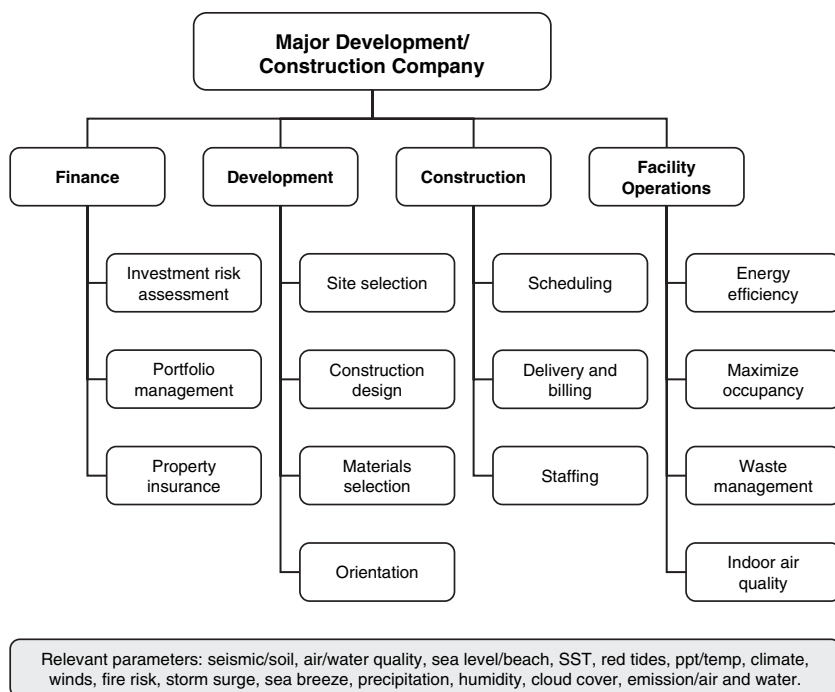 Major Development/
Construction Company
Finance
Development
Construction
Facility
Operations
Investment risk
assessment
Site selection
Scheduling
Energy
efficiency
Portfolio
management
Construction
design
Delivery and
billing
Maximize
occupancy
Property
insurance
Materials
selection
Staffing
Waste
management
Orientation
Indoor air
quality
Relevant parameters: seismic/soil, air/water quality, sea level/beach, SST, red tides, ppt/temp, climate,
winds, fire risk, storm surge, sea breeze, precipitation, humidity, cloud cover, emission/air and water.